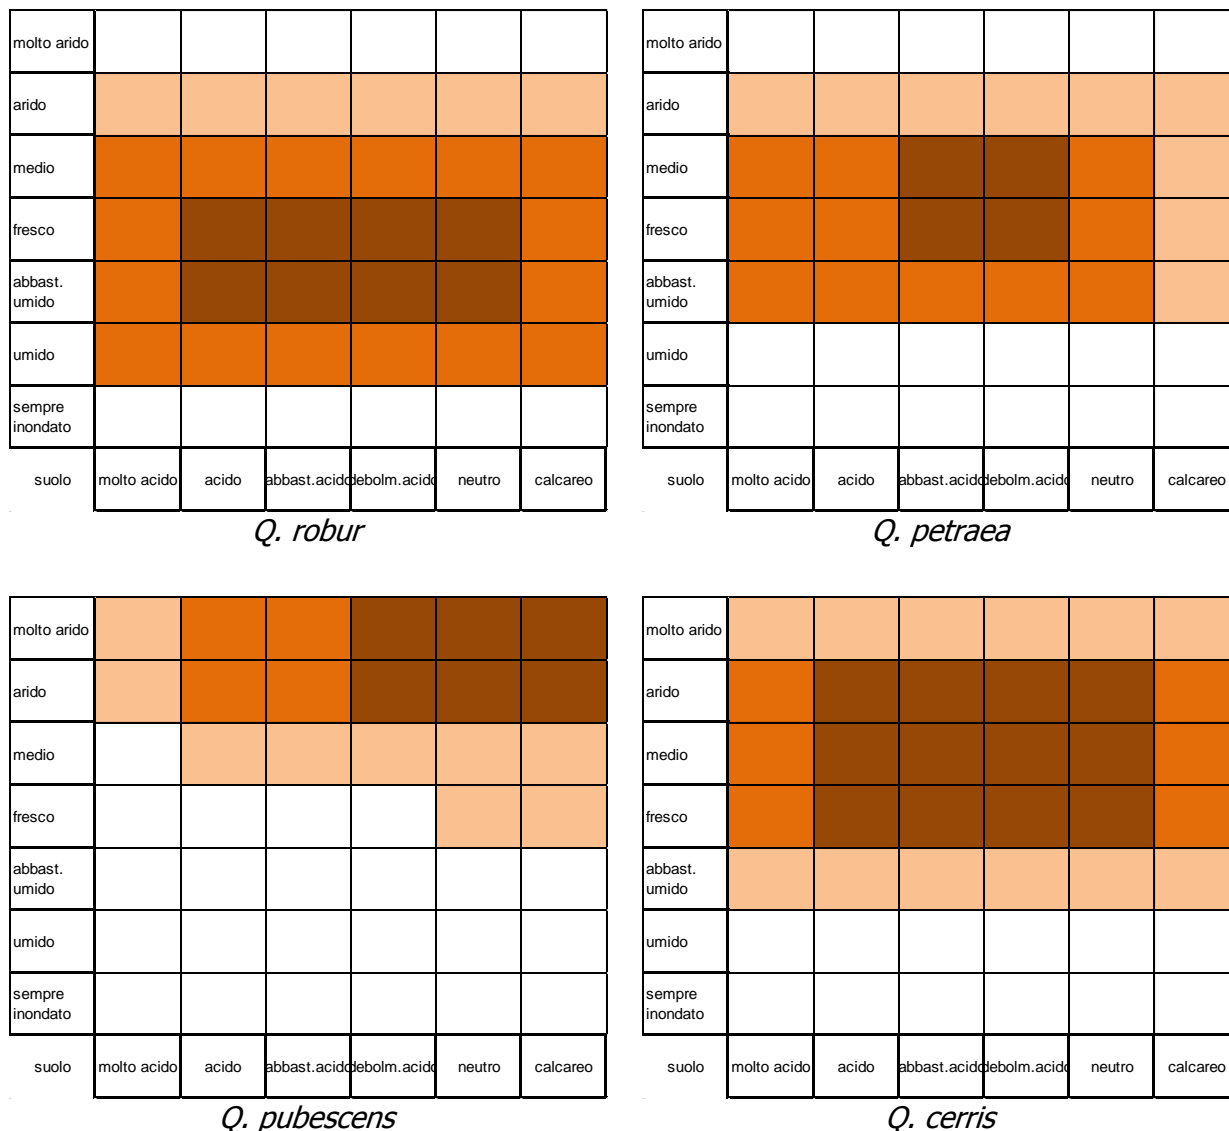 molto arido
arido
medio
fresco
abbast.
umido
umido
sempre
inondato
suolo molto acido acido abbast.acido debolm.acido neutro calcareo
Q. robur
molto arido
arido
medio
fresco
abbast.
umido
umido
sempre
inondato
suolo molto acido acido abbast.acido debolm.acido neutro calcareo
Q. petraea
molto arido
arido
medio
fresco
abbast.
umido
umido
sempre
inondato
suolo molto acido acido abbast.acido debolm.acido neutro calcareo
Q. pubescens
molto arido
arido
medio
fresco
abbast.
umido
umido
sempre
inondato
suolo molto acido acido abbast.acido debolm.acido neutro calcareo
Q. cerris